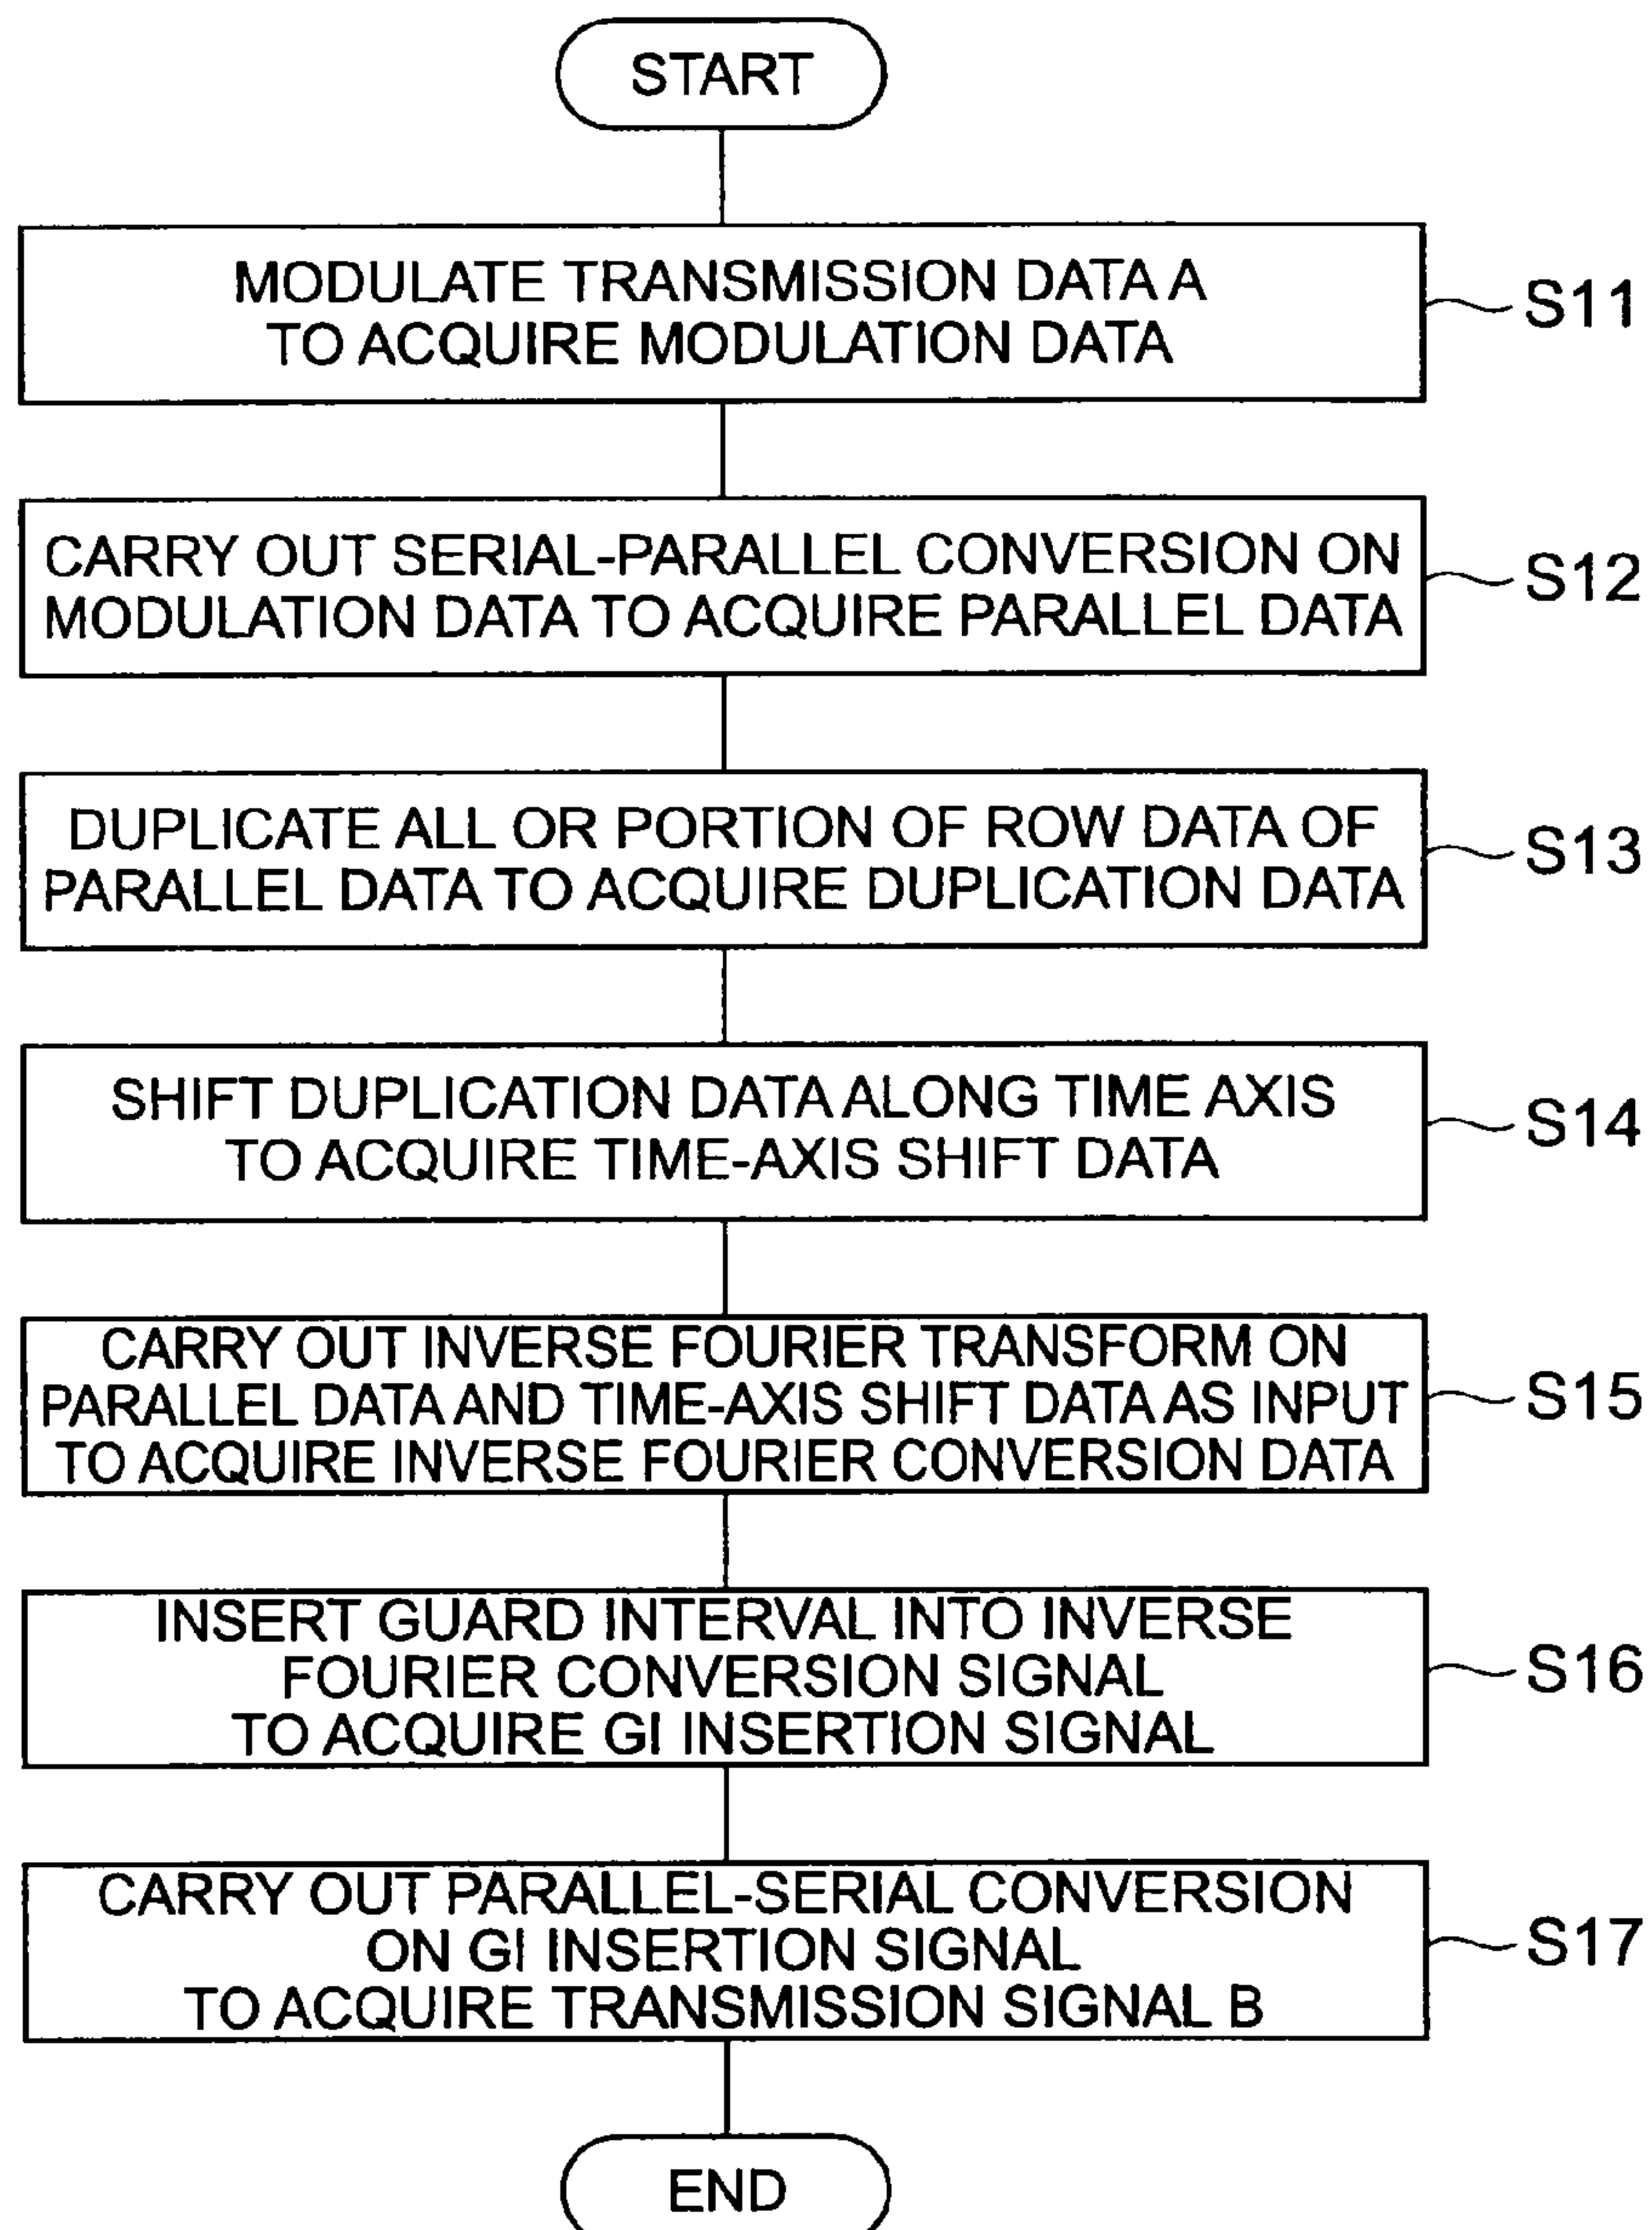 START
MODULATE TRANSMISSION DATA A
TO ACQUIRE MODULATION DATA
S11
CARRY OUT SERIAL-PARALLEL CONVERSION ON
MODULATION DATA TO ACQUIRE PARALLEL DATA
S12
DUPLICATE ALL OR PORTION OF ROW DATA OF
PARALLEL DATA TO ACQUIRE DUPLICATION DATA
S13
SHIFT DUPLICATION DATA ALONG TIME AXIS
TO ACQUIRE TIME-AXIS SHIFT DATA
S14
CARRY OUT INVERSE FOURIER TRANSFORM ON
PARALLEL DATA AND TIME-AXIS SHIFT DATA AS INPUT
TO ACQUIRE INVERSE FOURIER CONVERSION DATA
S15
INSERT GUARD INTERVAL INTO INVERSE
FOURIER CONVERSION SIGNAL
TO ACQUIRE GI INSERTION SIGNAL
S16
CARRY OUT PARALLEL-SERIAL CONVERSION
ON GI INSERTION SIGNAL
TO ACQUIRE TRANSMISSION SIGNAL B
S17
END